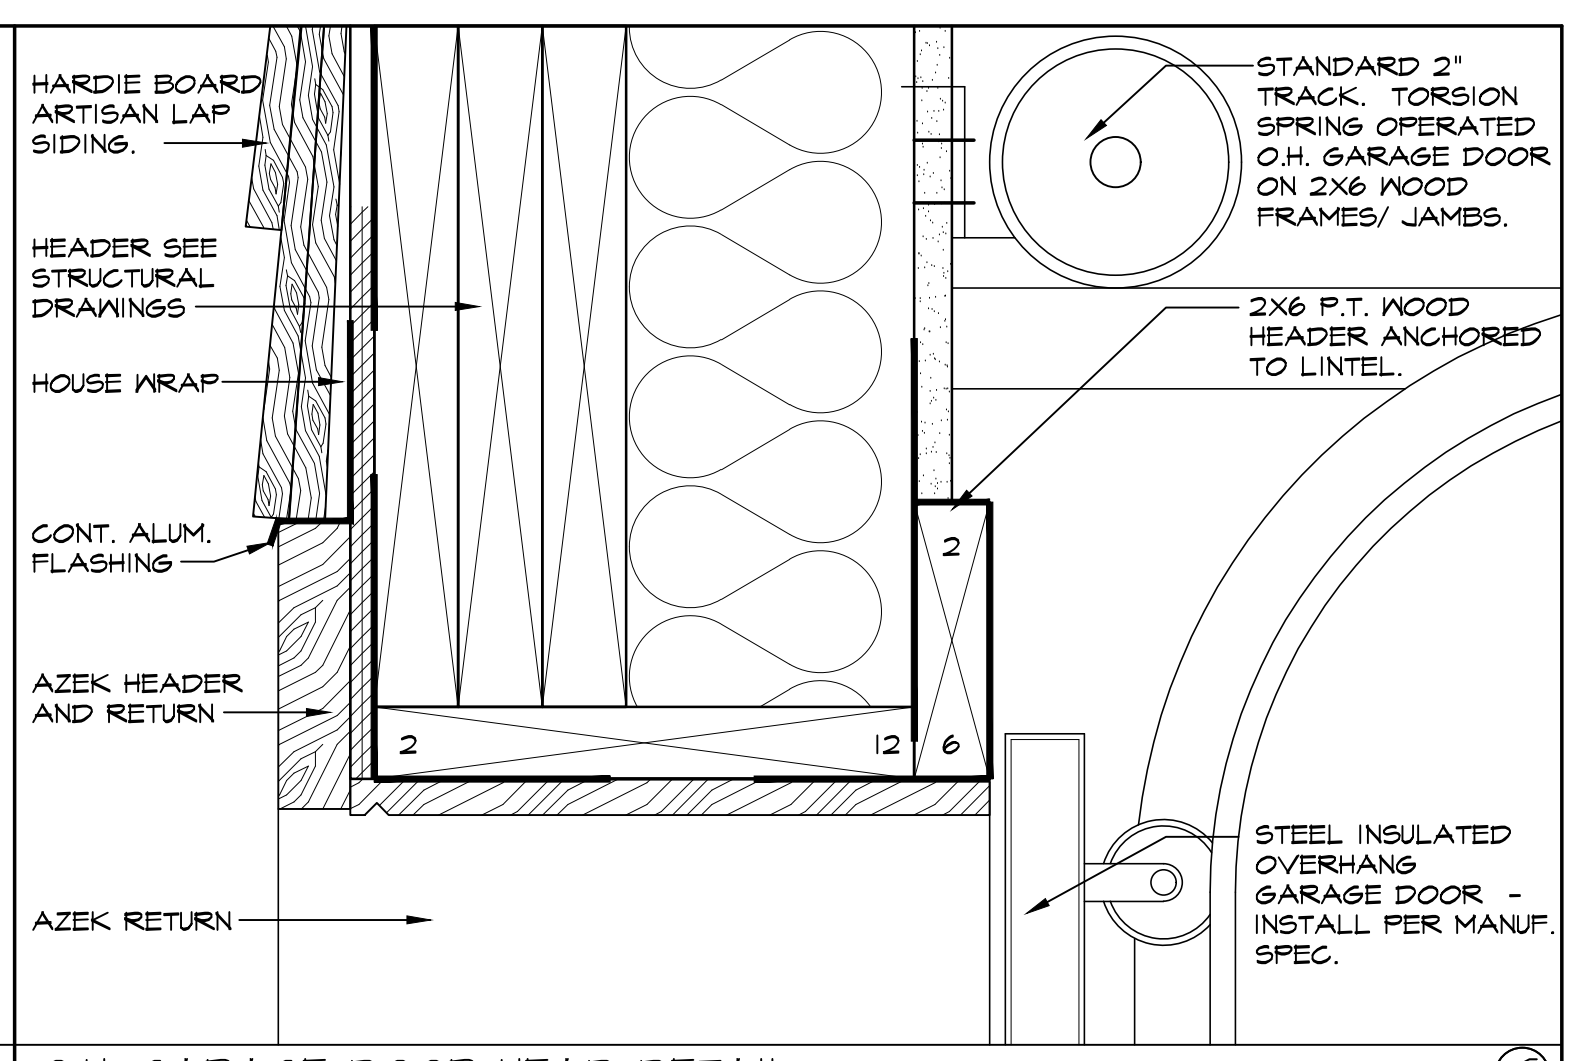 HARDIE BOARD
ARTISAN LAP
SIDING.
HEADER SEE
STRUCTURAL
DRAWINGS
HOUSE WRAP
CONT. ALUM.
FLASHING
AZEK HEADER
AND RETURN
AZEK RETURN
2
12
2
6
STANDARD 2"
TRACK. TORSION
SPRING OPERATED
O.H. GARAGE DOOR
ON 2X6 WOOD
FRAMES/ JAMBS.
2X6 P.T. WOOD
HEADER ANCHORED
TO LINTEL.
STEEL INSULATED
OVERHANG
GARAGE DOOR -
INSTALL PER MANUF.
SPEC.